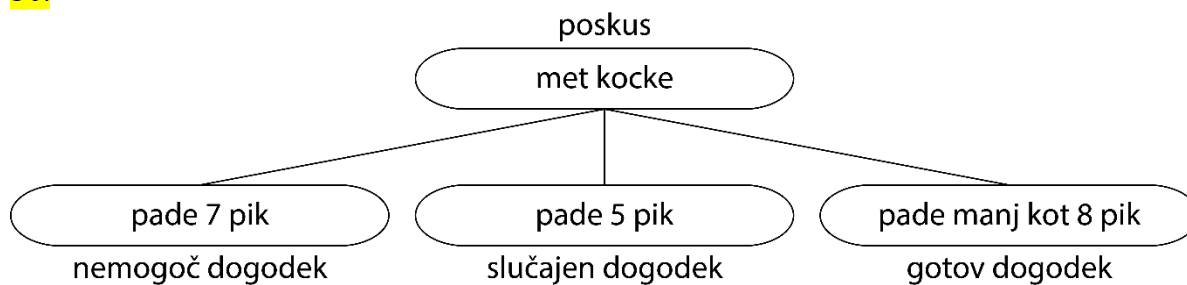 poskus
met kocke
pade 7 pik
pade 5 pik
pade manj kot 8 pik
nemogoč dogodek
slučajen dogodek
gotov dogodek